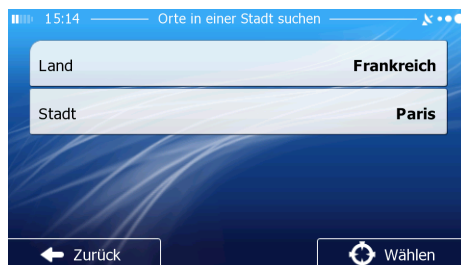 15:14 Orte in einer Stadt suchen
Land Frankreich
Stadt Paris
Zurück Wählen